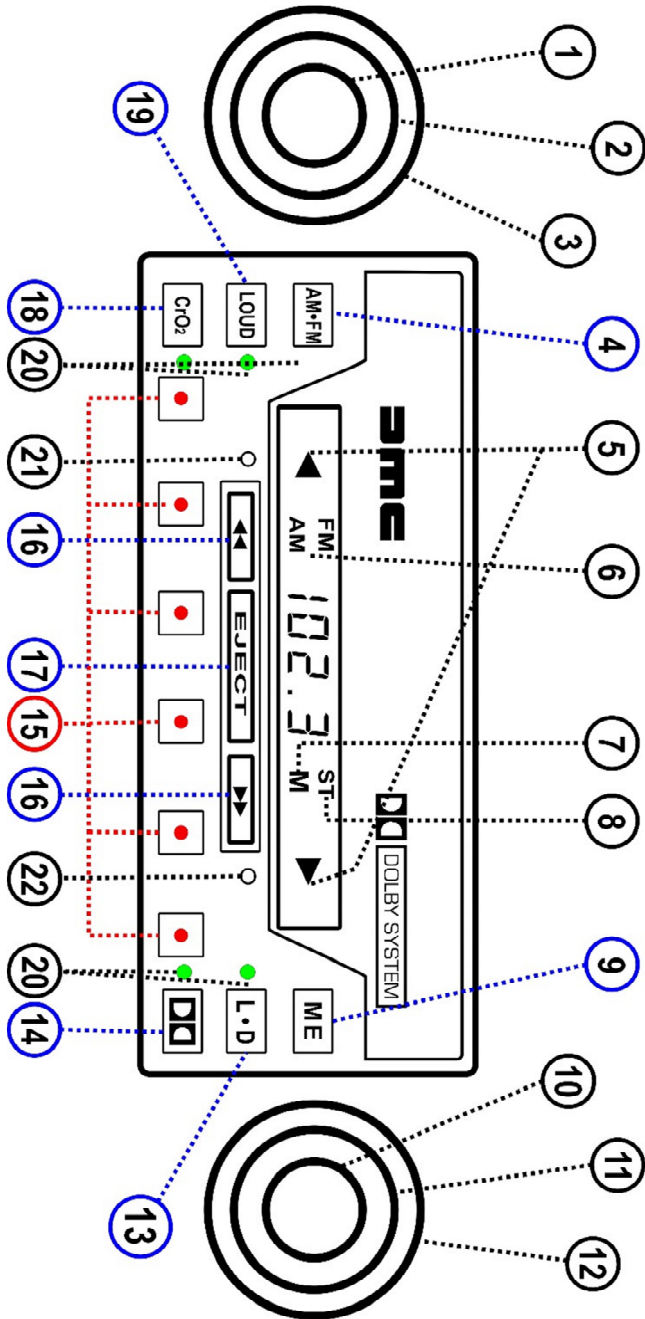 1 2 3 4 5 6 7 8 9 10 11 12
DMC DOLBY SYSTEM
FM ST
AM 102.3 M
AM•FM ME
LOUD EJECT L•D
CrO₂
19 18 20 21 16 17 15 16 22 20 14 13